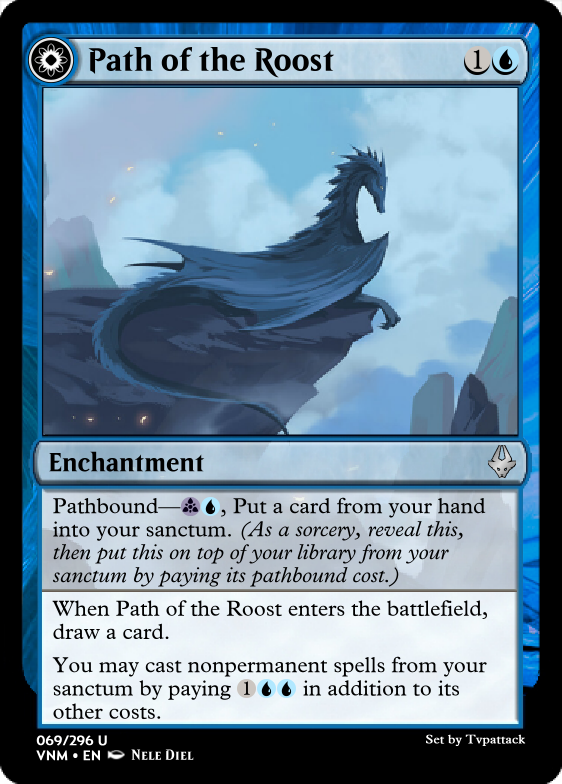 Path of the Roost 1
Enchantment
Pathbound—, Put a card from your hand
into your sanctum. (As a sorcery, reveal this,
then put this on top of your library from your
sanctum by paying its pathbound cost.)
When Path of the Roost enters the battlefield,
draw a card.
You may cast nonpermanent spells from your
sanctum by paying 1 in addition to its
other costs.
069/296 U
VNM • EN Nele Diel
Set by Tvpattack